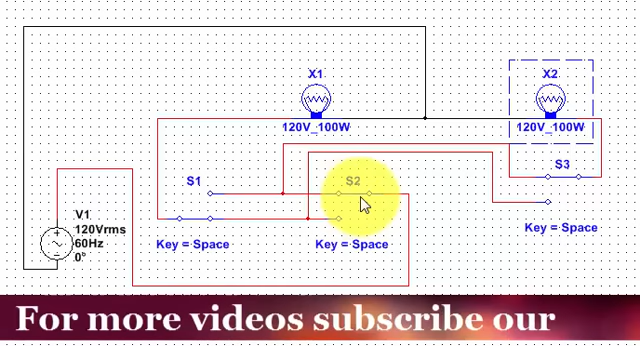 X1
X2
120V_100W
120V_100W
S1
S2
S3
V1
120Vrms
60Hz
0°
Key = Space
Key = Space
Key = Space
For more videos subscribe our